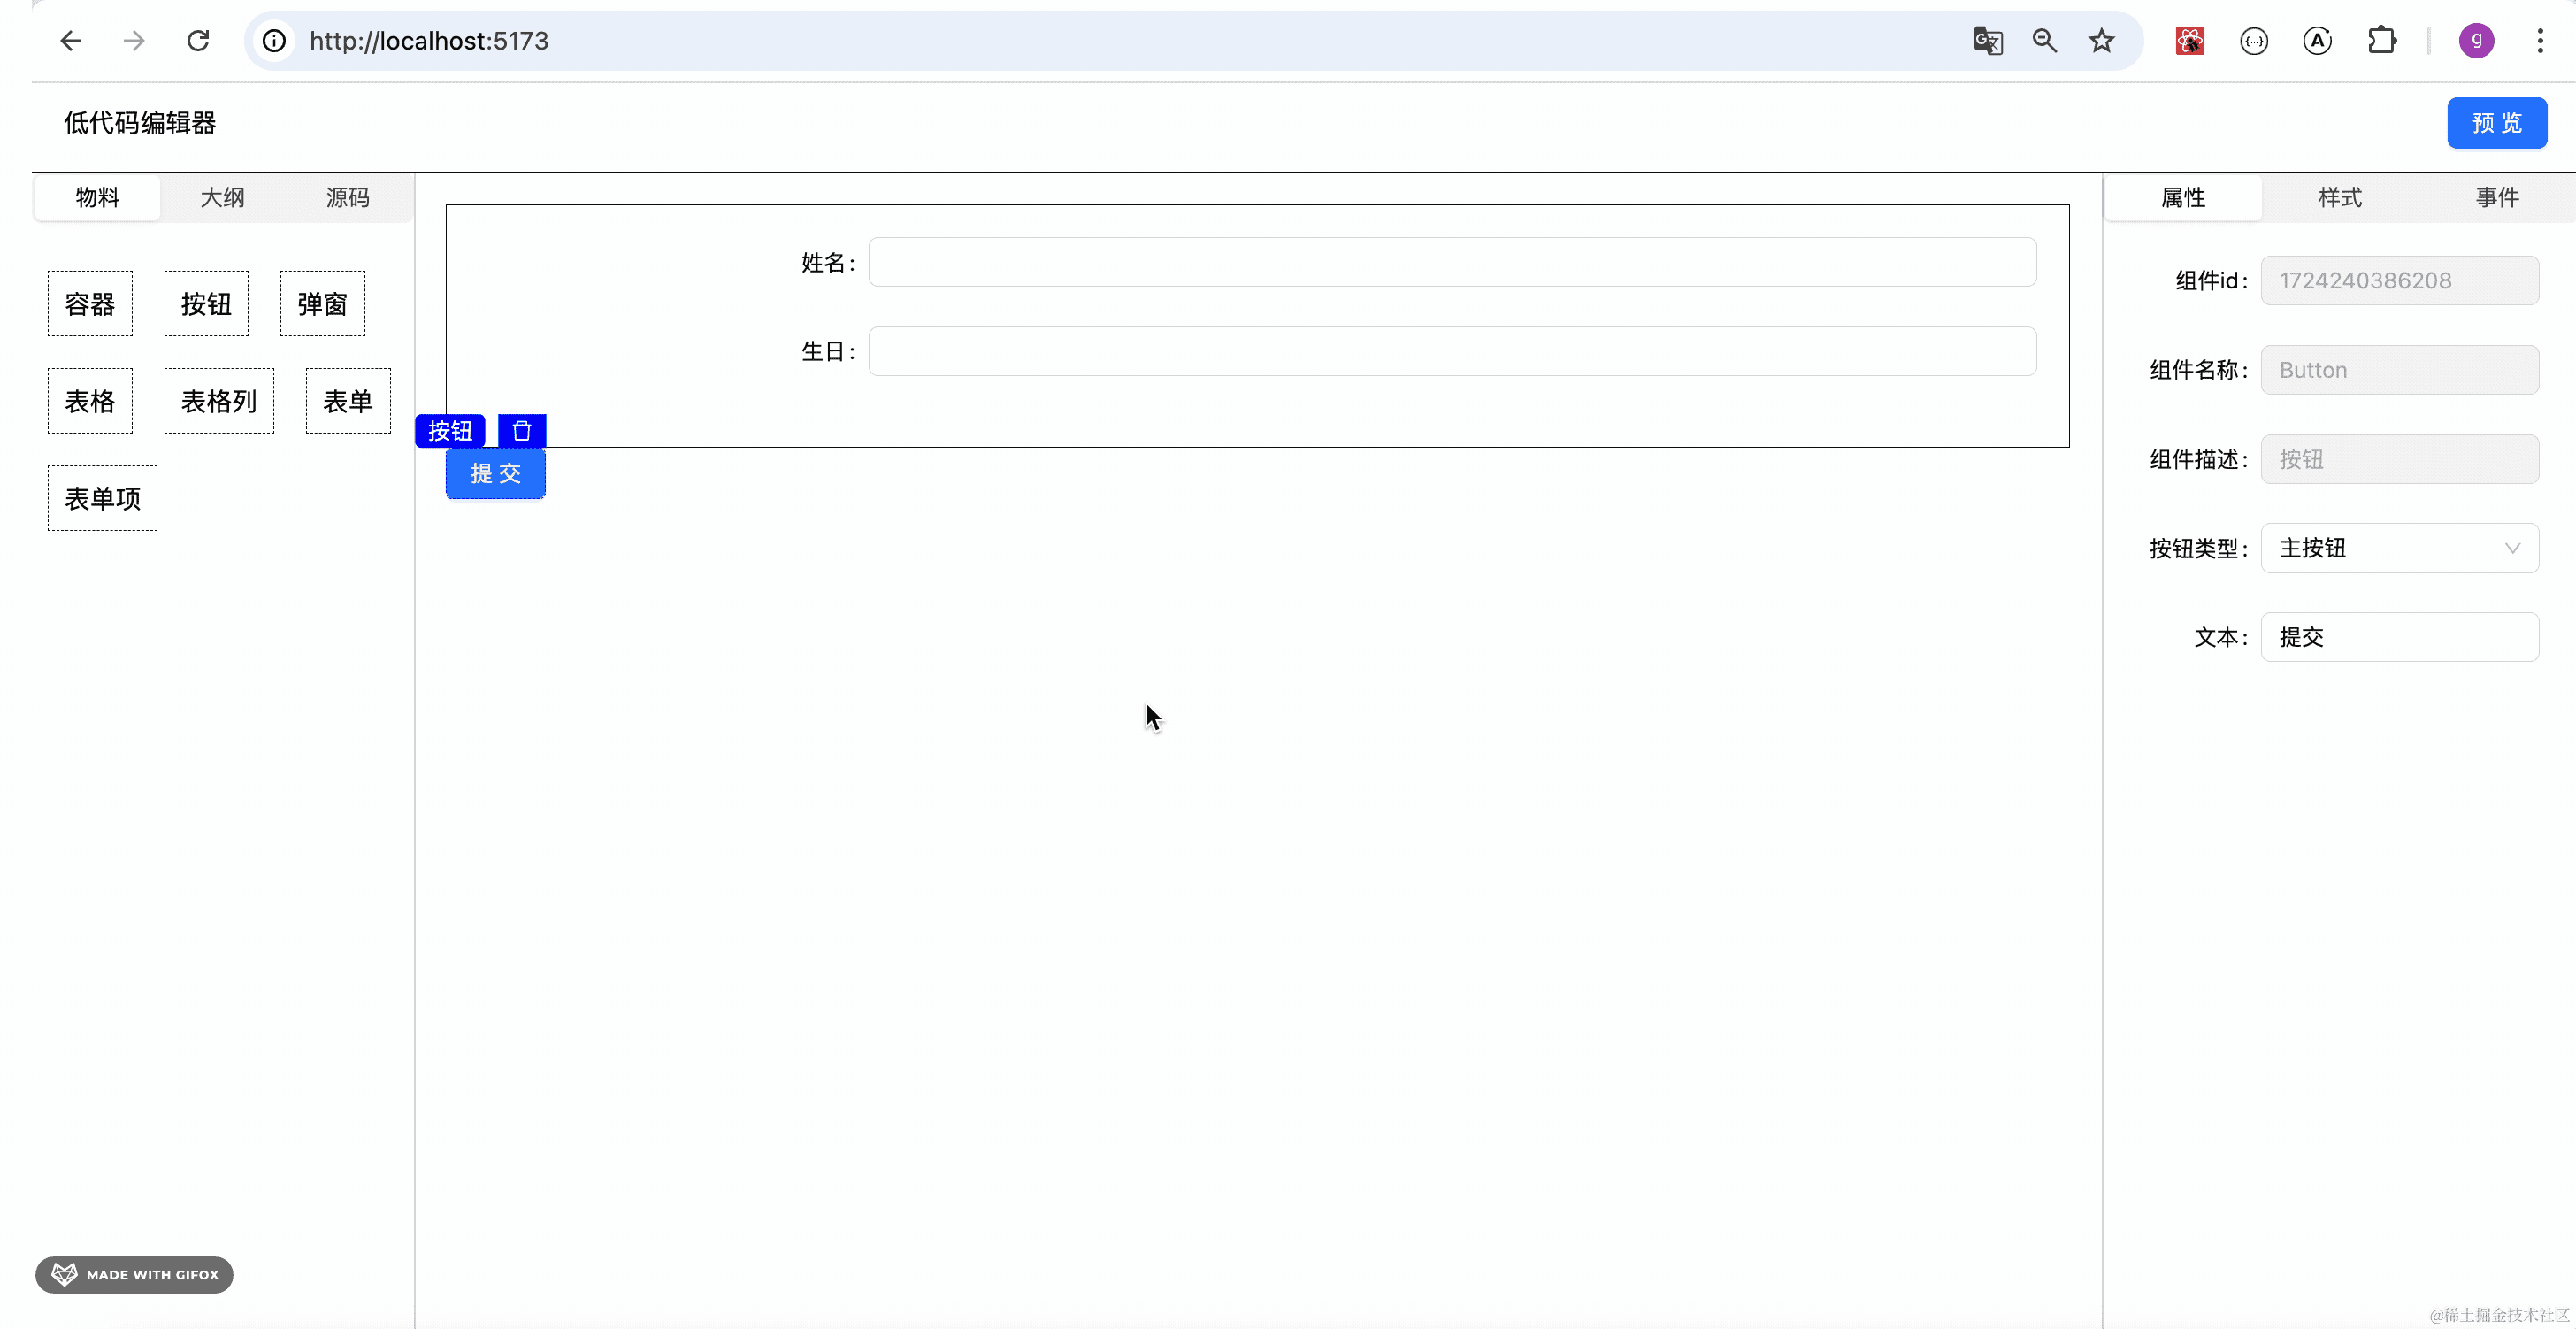 http://localhost:5173
g
低代码编辑器
预 览
物料 大纲 源码
属性 样式 事件
容器 按钮 弹窗
表格 表格列 表单
表单项
姓名:
生日:
按钮
提 交
组件id: 1724240386208
组件名称: Button
组件描述: 按钮
按钮类型: 主按钮
文本: 提交
MADE WITH GIFOX
@稀土掘金技术社区